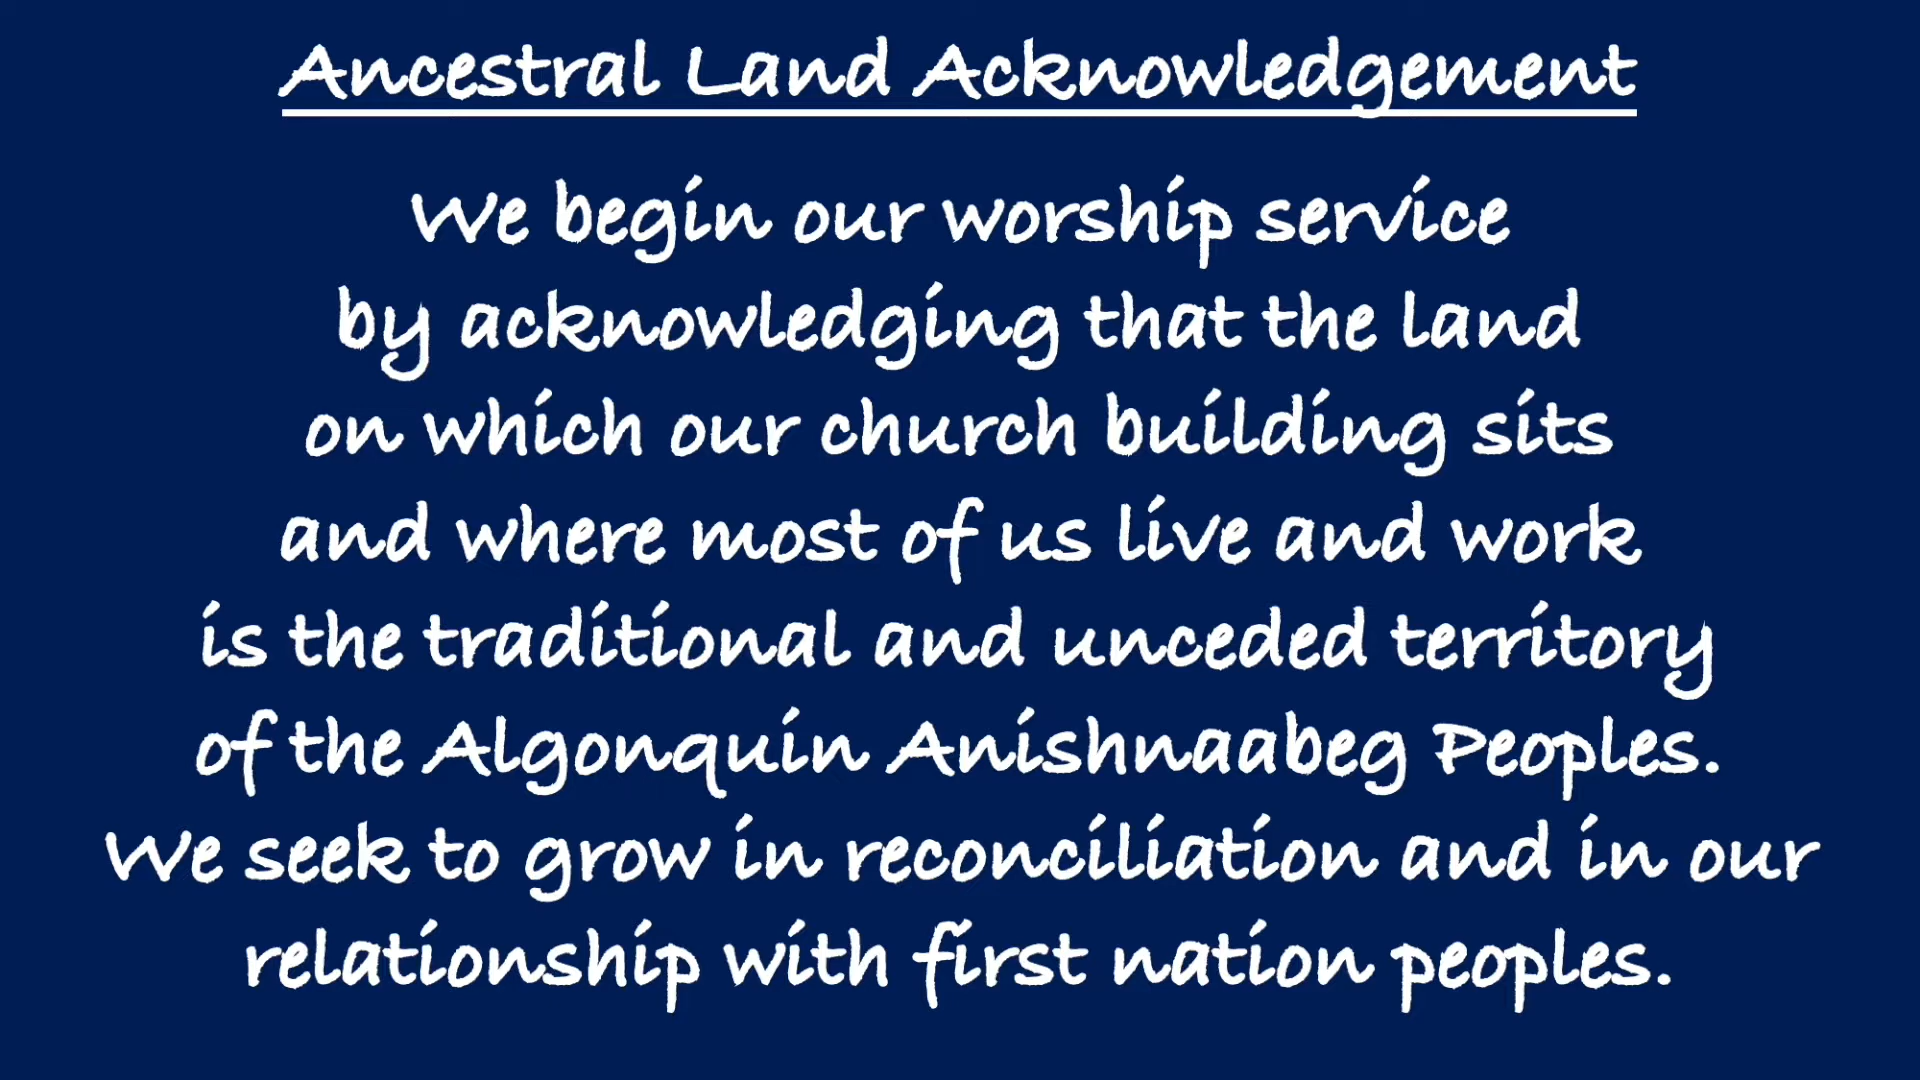 Ancestral Land Acknowledgement
We begin our worship service
by acknowledging that the land
on which our church building sits
and where most of us live and work
is the traditional and unceded territory
of the Algonquin Anishnaabeg Peoples.
We seek to grow in reconciliation and in our
relationship with first nation peoples.